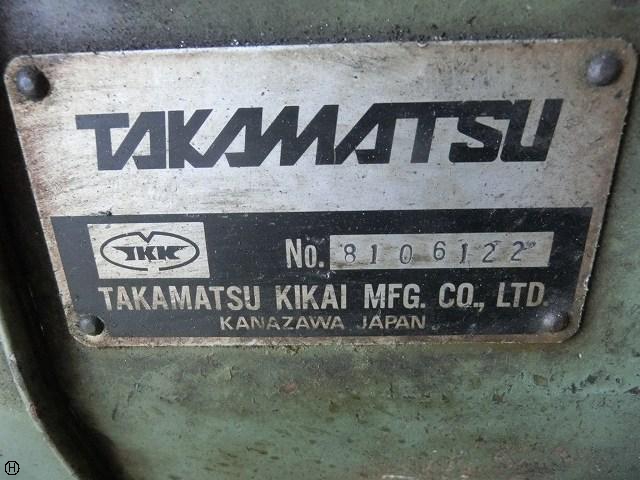 TAKAMATSU
TKK
No. 8106122
TAKAMATSU KIKAI MFG. CO., LTD.
KANAZAWA JAPAN
H